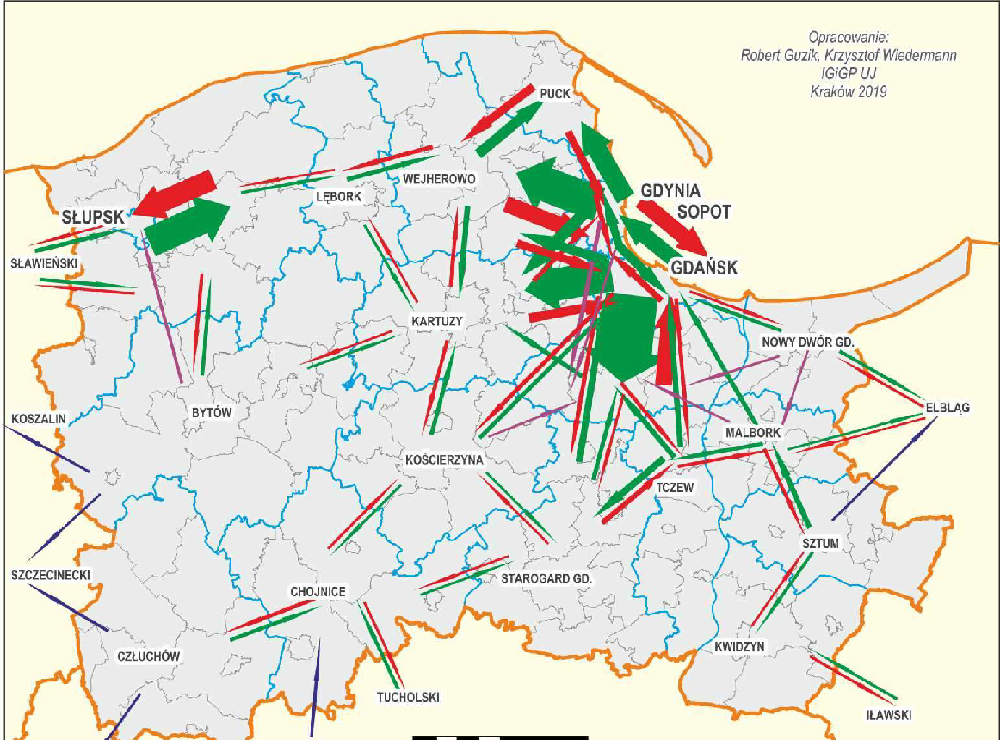 Opracowanie:
Robert Guzik, Krzysztof Wiedermann
IGiGP UJ
Kraków 2019
PUCK
WEJHEROWO
GDYNIA
SOPOT
LĘBORK
SŁUPSK
SŁAWIEŃSKI
GDAŃSK
KARTUZY
NOWY DWÓR GD.
BYTÓW
ELBLĄG
KOSZALIN
MALBORK
KOŚCIERZYNA
TCZEW
SZTUM
SZCZECINECKI
STAROGARD GD.
CHOJNICE
KWIDZYN
CZŁUCHÓW
TUCHOLSKI
IŁAWSKI